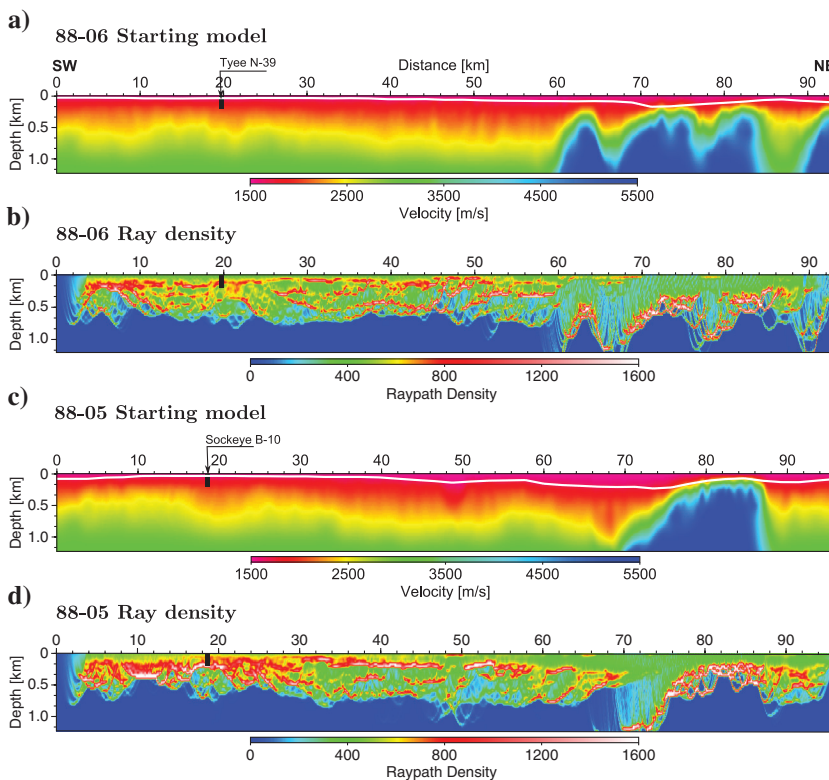 a)
88-06 Starting model
SW Tyee N-39 Distance [km] NE
0 10 20 30 40 50 60 70 80 90
Depth [km]
0
0.5
1.0
1500 2500 3500 4500 5500
Velocity [m/s]
b)
88-06 Ray density
0 10 20 30 40 50 60 70 80 90
Depth [km]
0
0.5
1.0
0 400 800 1200 1600
Raypath Density
c)
88-05 Starting model
Sockeye B-10
0 10 20 30 40 50 60 70 80 90
Depth [km]
0
0.5
1.0
1500 2500 3500 4500 5500
Velocity [m/s]
d)
88-05 Ray density
0 10 20 30 40 50 60 70 80 90
Depth [km]
0
0.5
1.0
0 400 800 1200 1600
Raypath Density